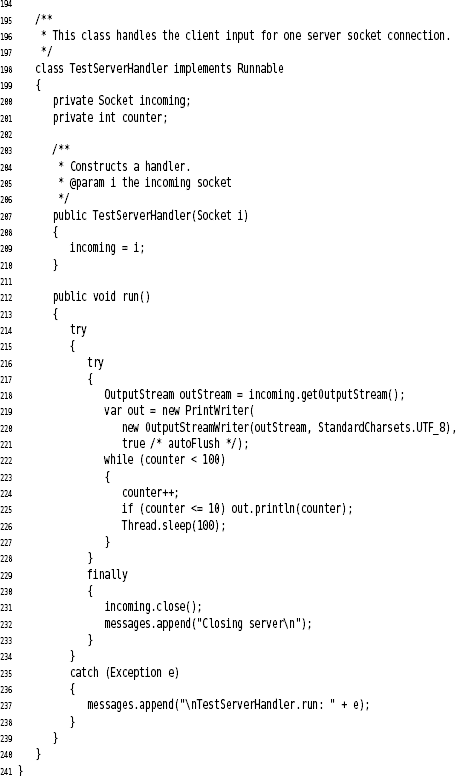 194
195    /**
196     * This class handles the client input for one server socket connection.
197     */
198    class TestServerHandler implements Runnable
199    {
200       private Socket incoming;
201       private int counter;
202
203       /**
204        * Constructs a handler.
205        * @param i the incoming socket
206        */
207       public TestServerHandler(Socket i)
208       {
209          incoming = i;
210       }
211
212       public void run()
213       {
214          try
215          {
216             try
217             {
218                OutputStream outStream = incoming.getOutputStream();
219                var out = new PrintWriter(
220                   new OutputStreamWriter(outStream, StandardCharsets.UTF_8),
221                   true /* autoFlush */);
222                while (counter < 100)
223                {
224                   counter++;
225                   if (counter <= 10) out.println(counter);
226                   Thread.sleep(100);
227                }
228             }
229             finally
230             {
231                incoming.close();
232                messages.append("Closing server\n");
233             }
234          }
235          catch (Exception e)
236          {
237             messages.append("\nTestServerHandler.run: " + e);
238          }
239       }
240    }
241 }